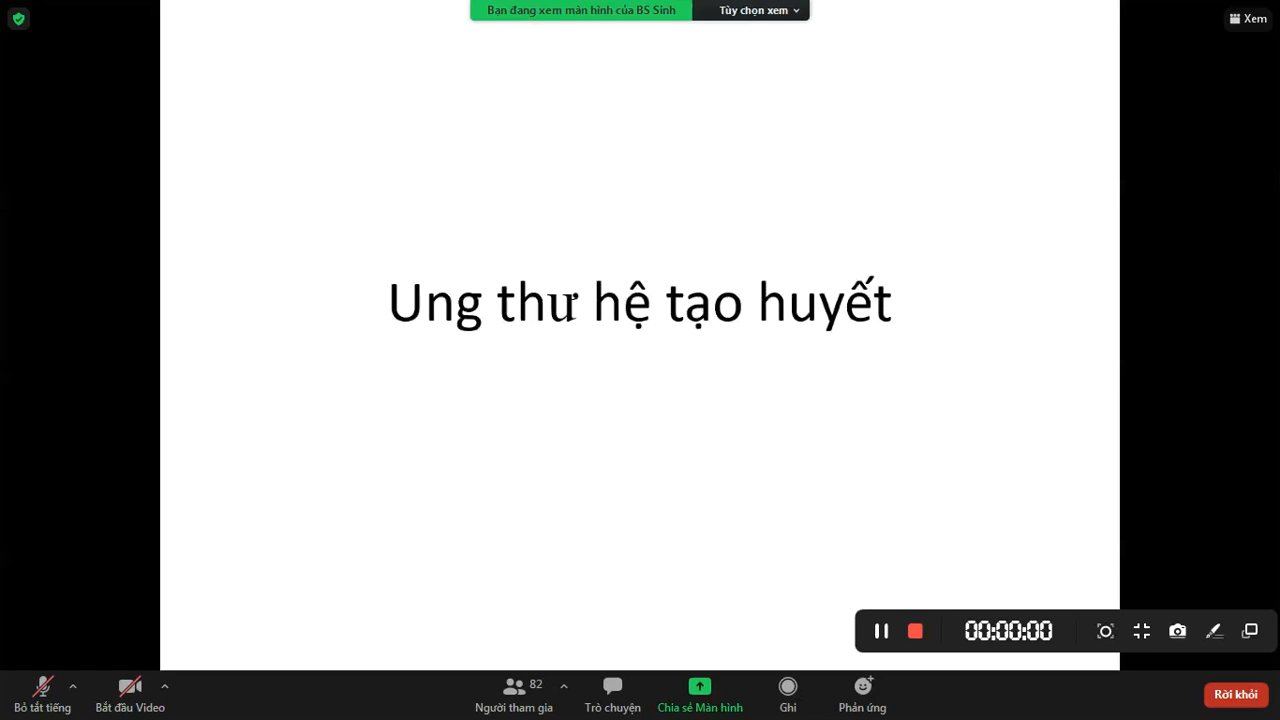 Bạn đang xem màn hình của BS Sinh Tùy chọn xem
Xem
Ung thư hệ tạo huyết
00:00:00
Bỏ tắt tiếng Bắt đầu Video 82 Người tham gia Trò chuyện Chia sẻ Màn hình Ghi Phản ứng Rời khỏi